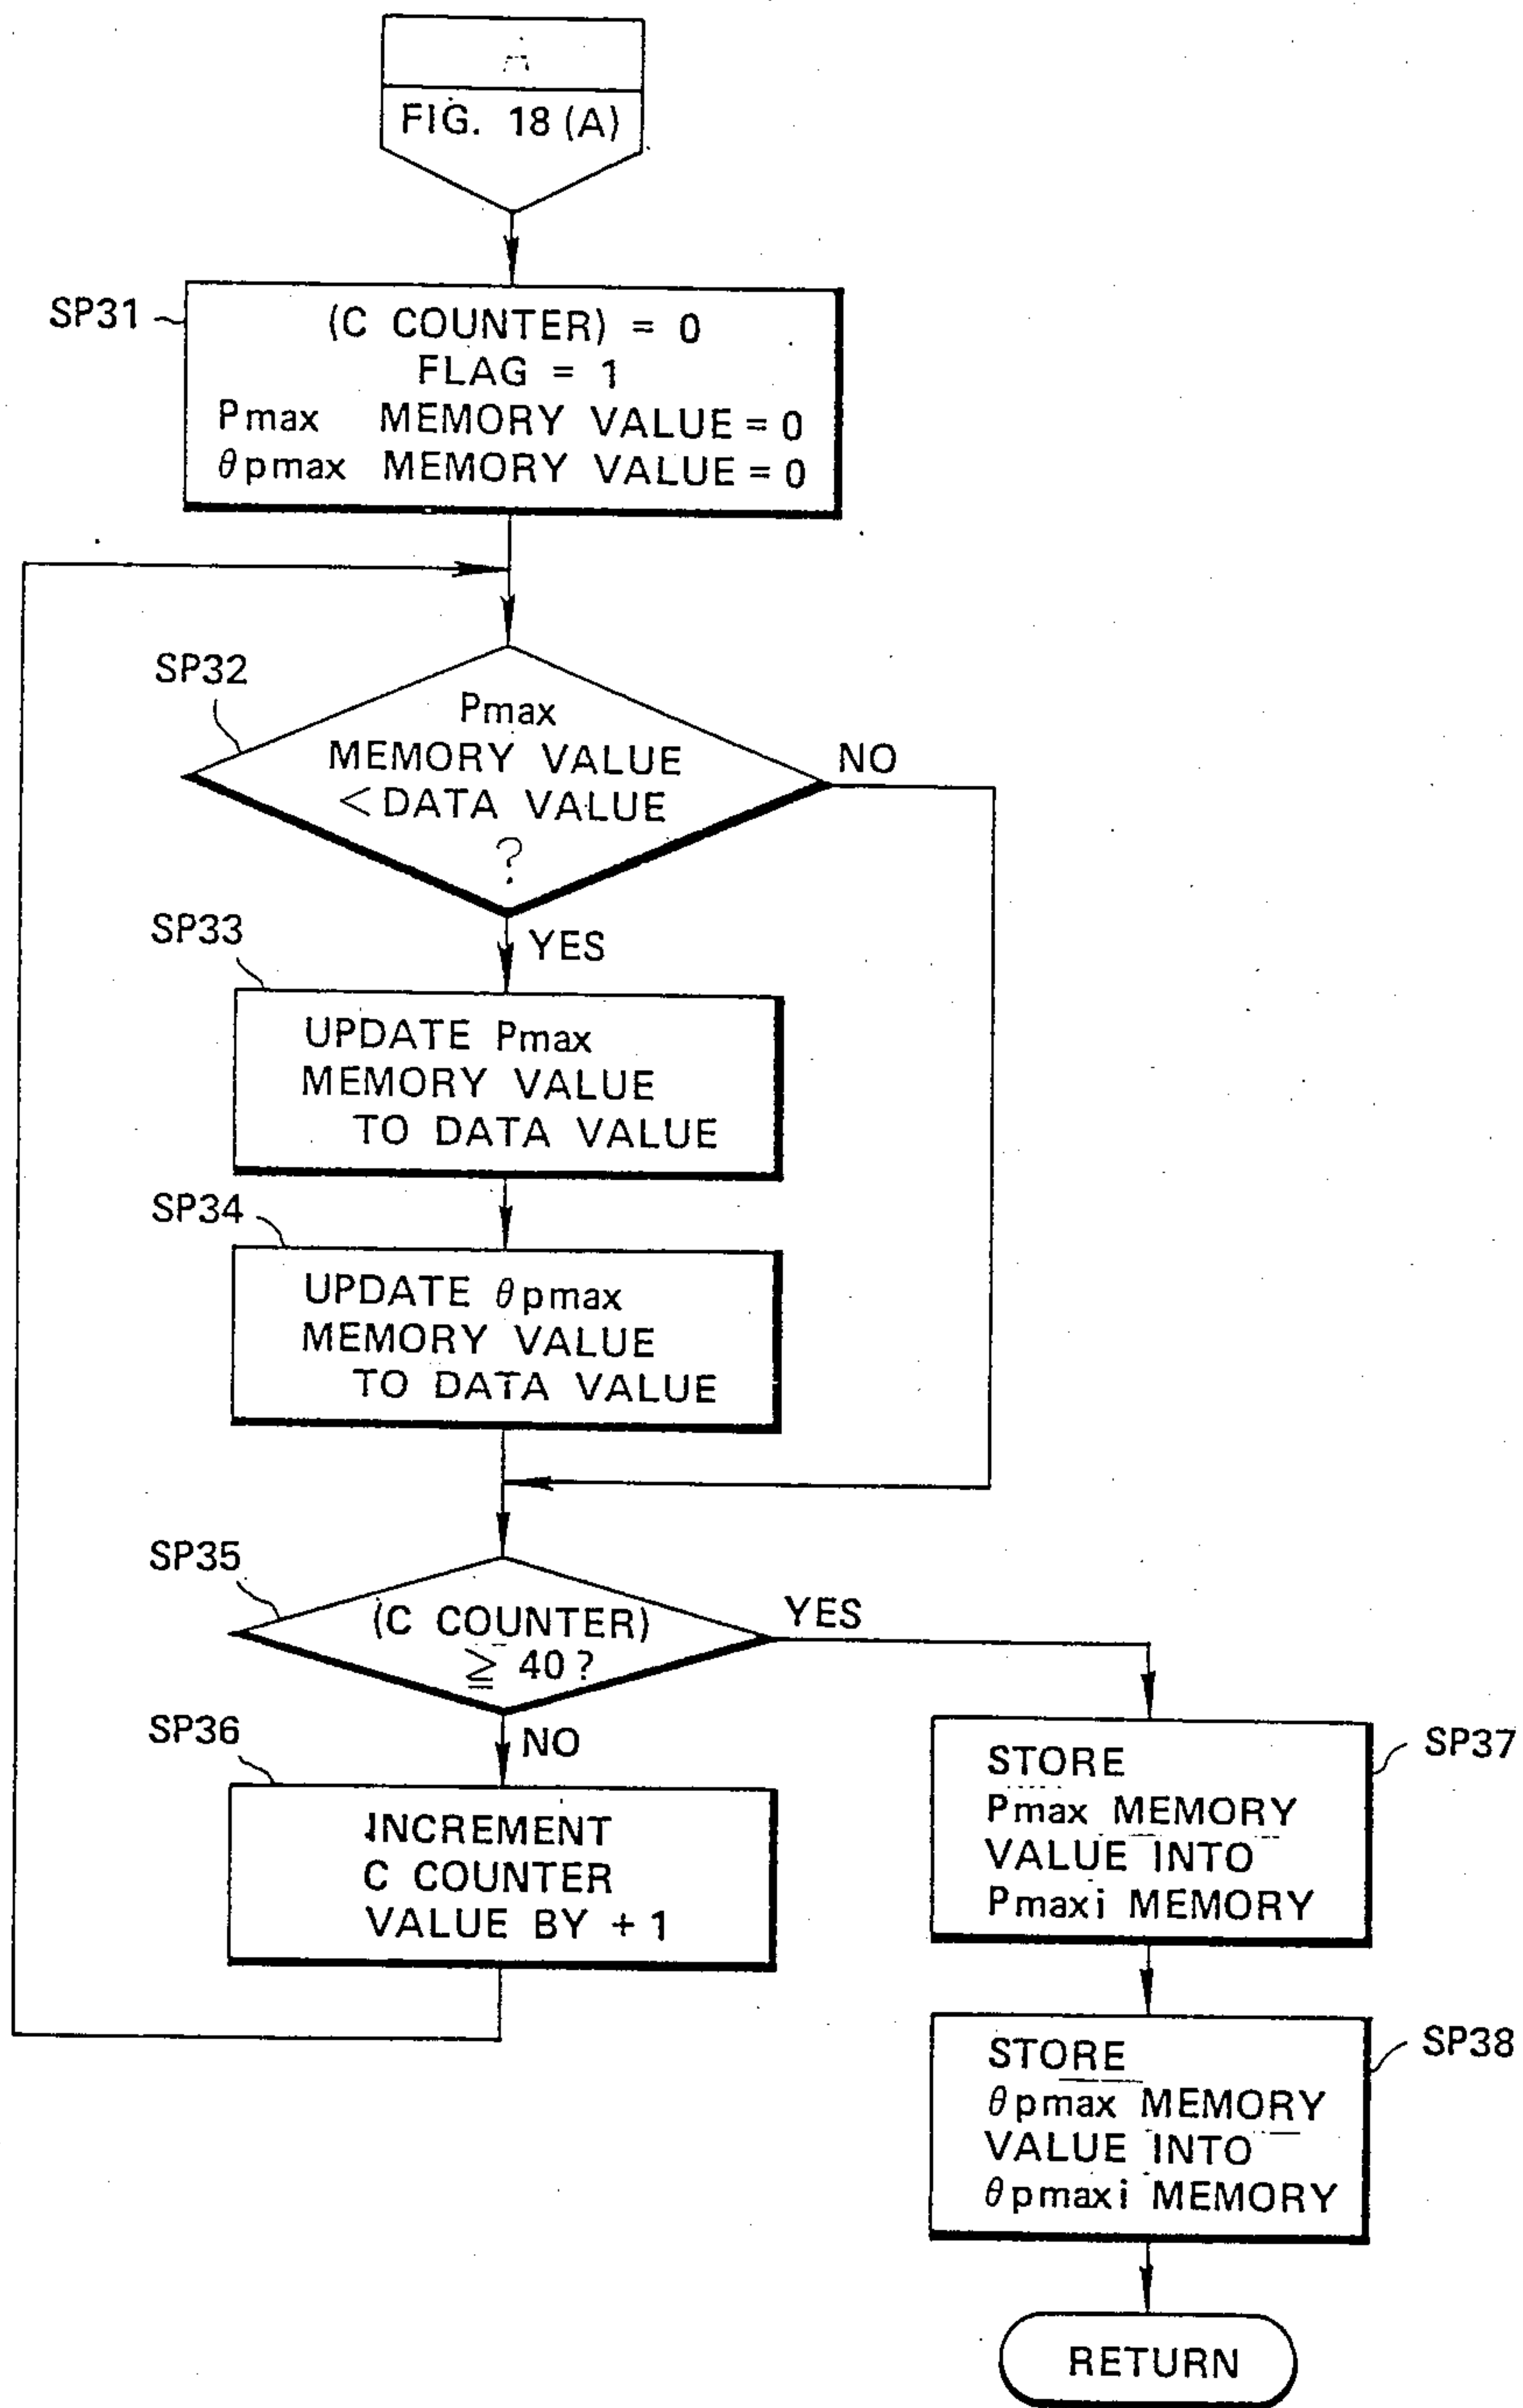 FIG. 18 (A)
SP31
(C COUNTER) = 0
FLAG = 1
Pmax MEMORY VALUE = 0
θpmax MEMORY VALUE = 0
SP32
Pmax
MEMORY VALUE
< DATA VALUE
?
NO
YES
SP33
UPDATE Pmax
MEMORY VALUE
TO DATA VALUE
SP34
UPDATE θpmax
MEMORY VALUE
TO DATA VALUE
SP35
(C COUNTER)
≧ 40 ?
YES
NO
SP36
INCREMENT
C COUNTER
VALUE BY + 1
SP37
STORE
Pmax MEMORY
VALUE INTO
Pmaxi MEMORY
SP38
STORE
θpmax MEMORY
VALUE INTO
θpmaxi MEMORY
RETURN